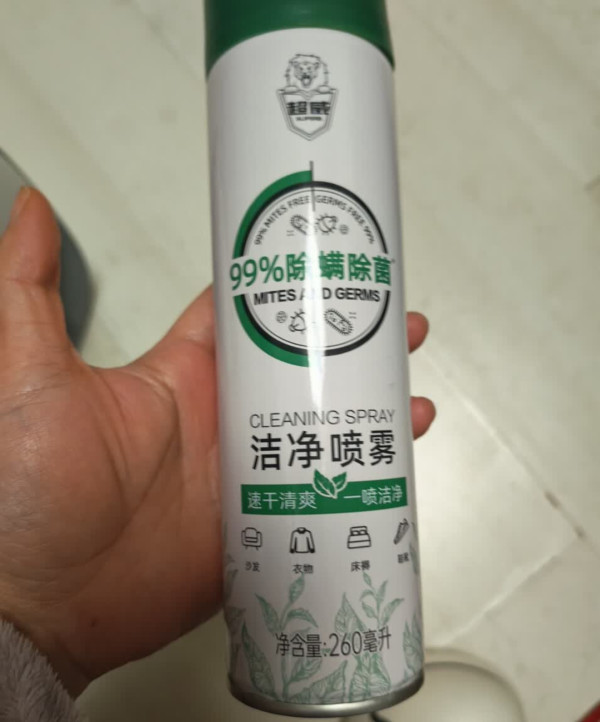 超威
99% MITES FREE GERMS FREE 99%
99%除螨除菌
MITES AND GERMS
CLEANING SPRAY
洁净喷雾
速干清爽 一喷洁净
沙发 衣物 床褥
净含量:260毫升